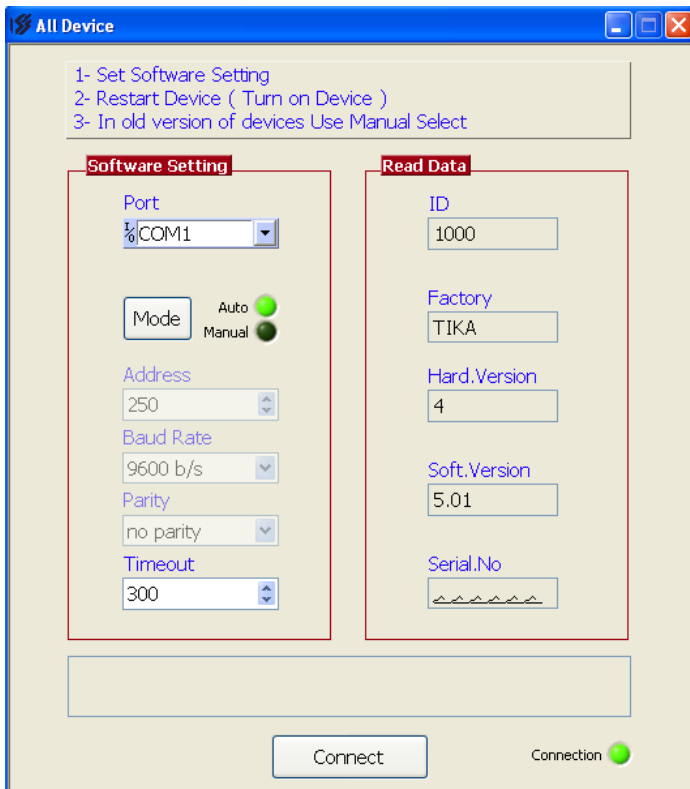 All Device
1- Set Software Setting
2- Restart Device ( Turn on Device )
3- In old version of devices Use Manual Select
Software Setting
Port
COM1
Mode
Auto
Manual
Address
250
Baud Rate
9600 b/s
Parity
no parity
Timeout
300
Read Data
ID
1000
Factory
TIKA
Hard.Version
4
Soft.Version
5.01
Serial.No
Connect
Connection